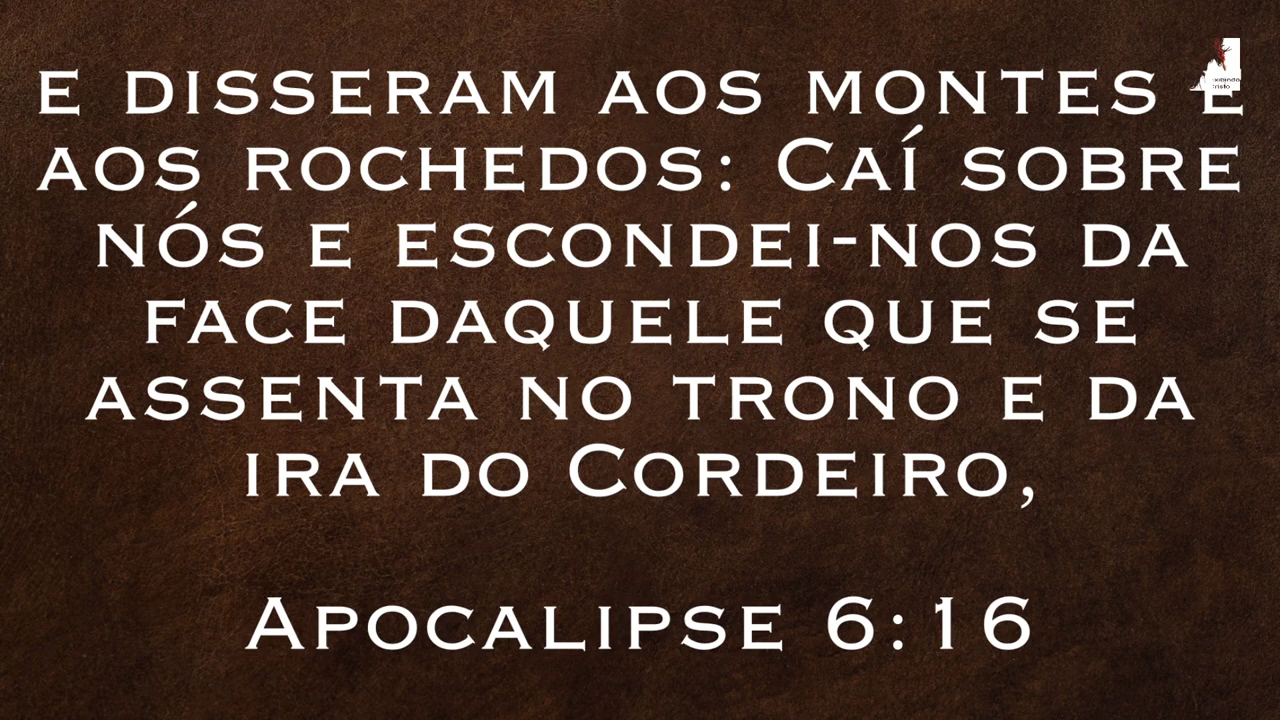 E DISSERAM AOS MONTES E
AOS ROCHEDOS: CAÍ SOBRE
NÓS E ESCONDEI-NOS DA
FACE DAQUELE QUE SE
ASSENTA NO TRONO E DA
IRA DO CORDEIRO,
APOCALIPSE 6:16
Cristo